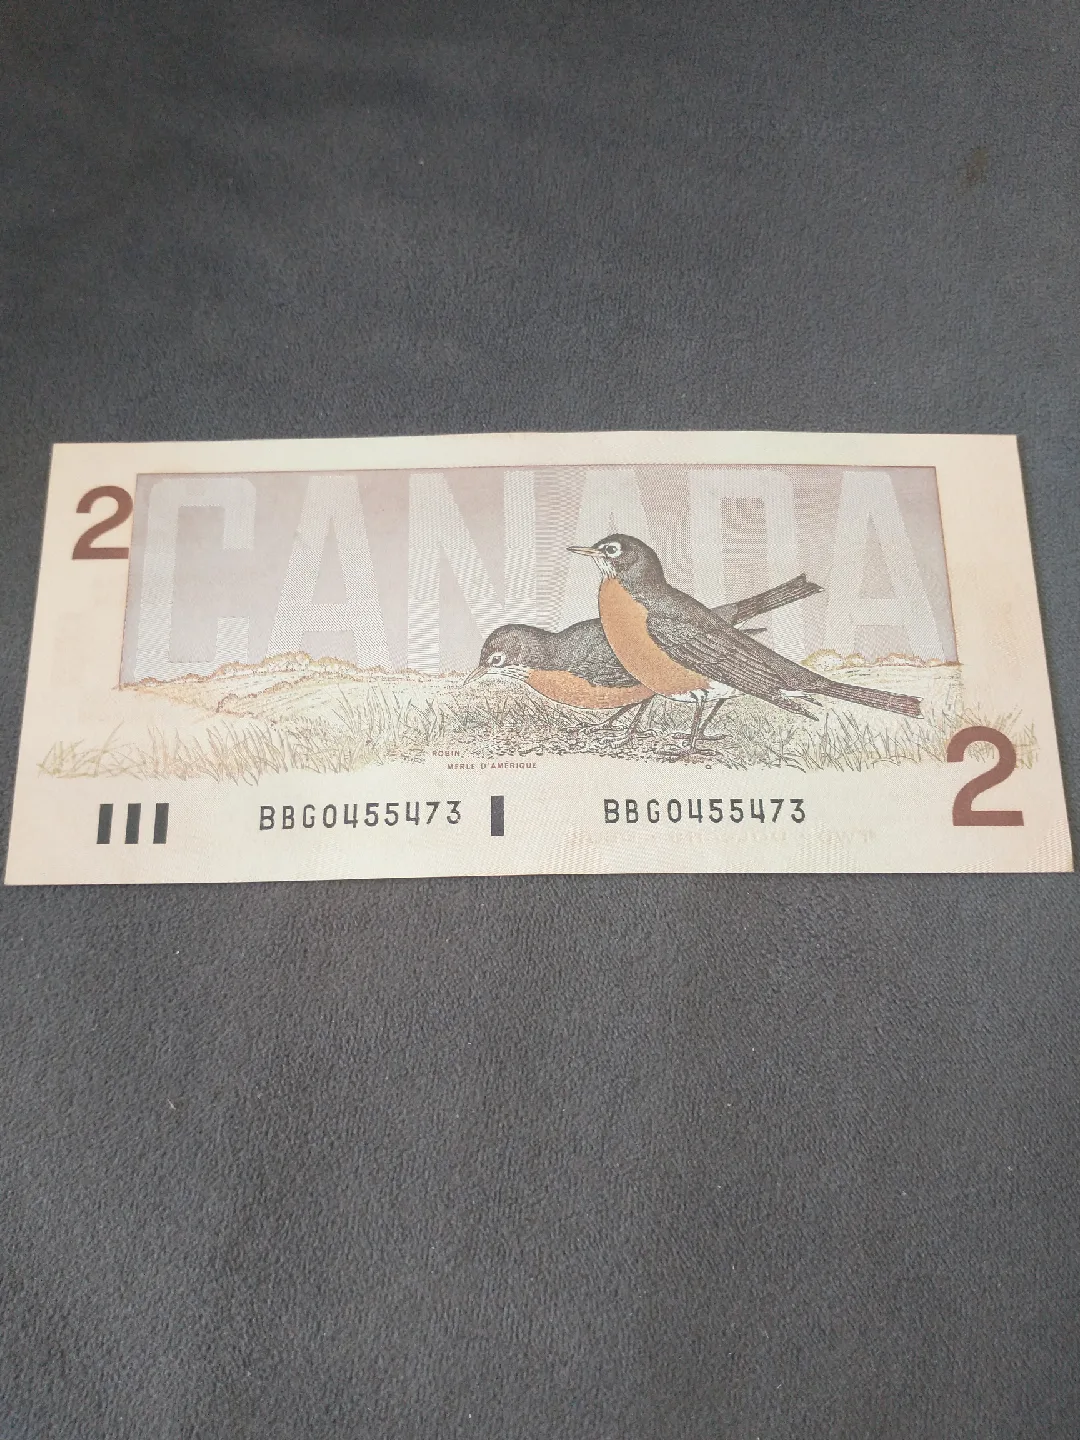 2
CANADA
ROBIN
MERLE D'AMÉRIQUE
2
BBG0455473 BBG0455473